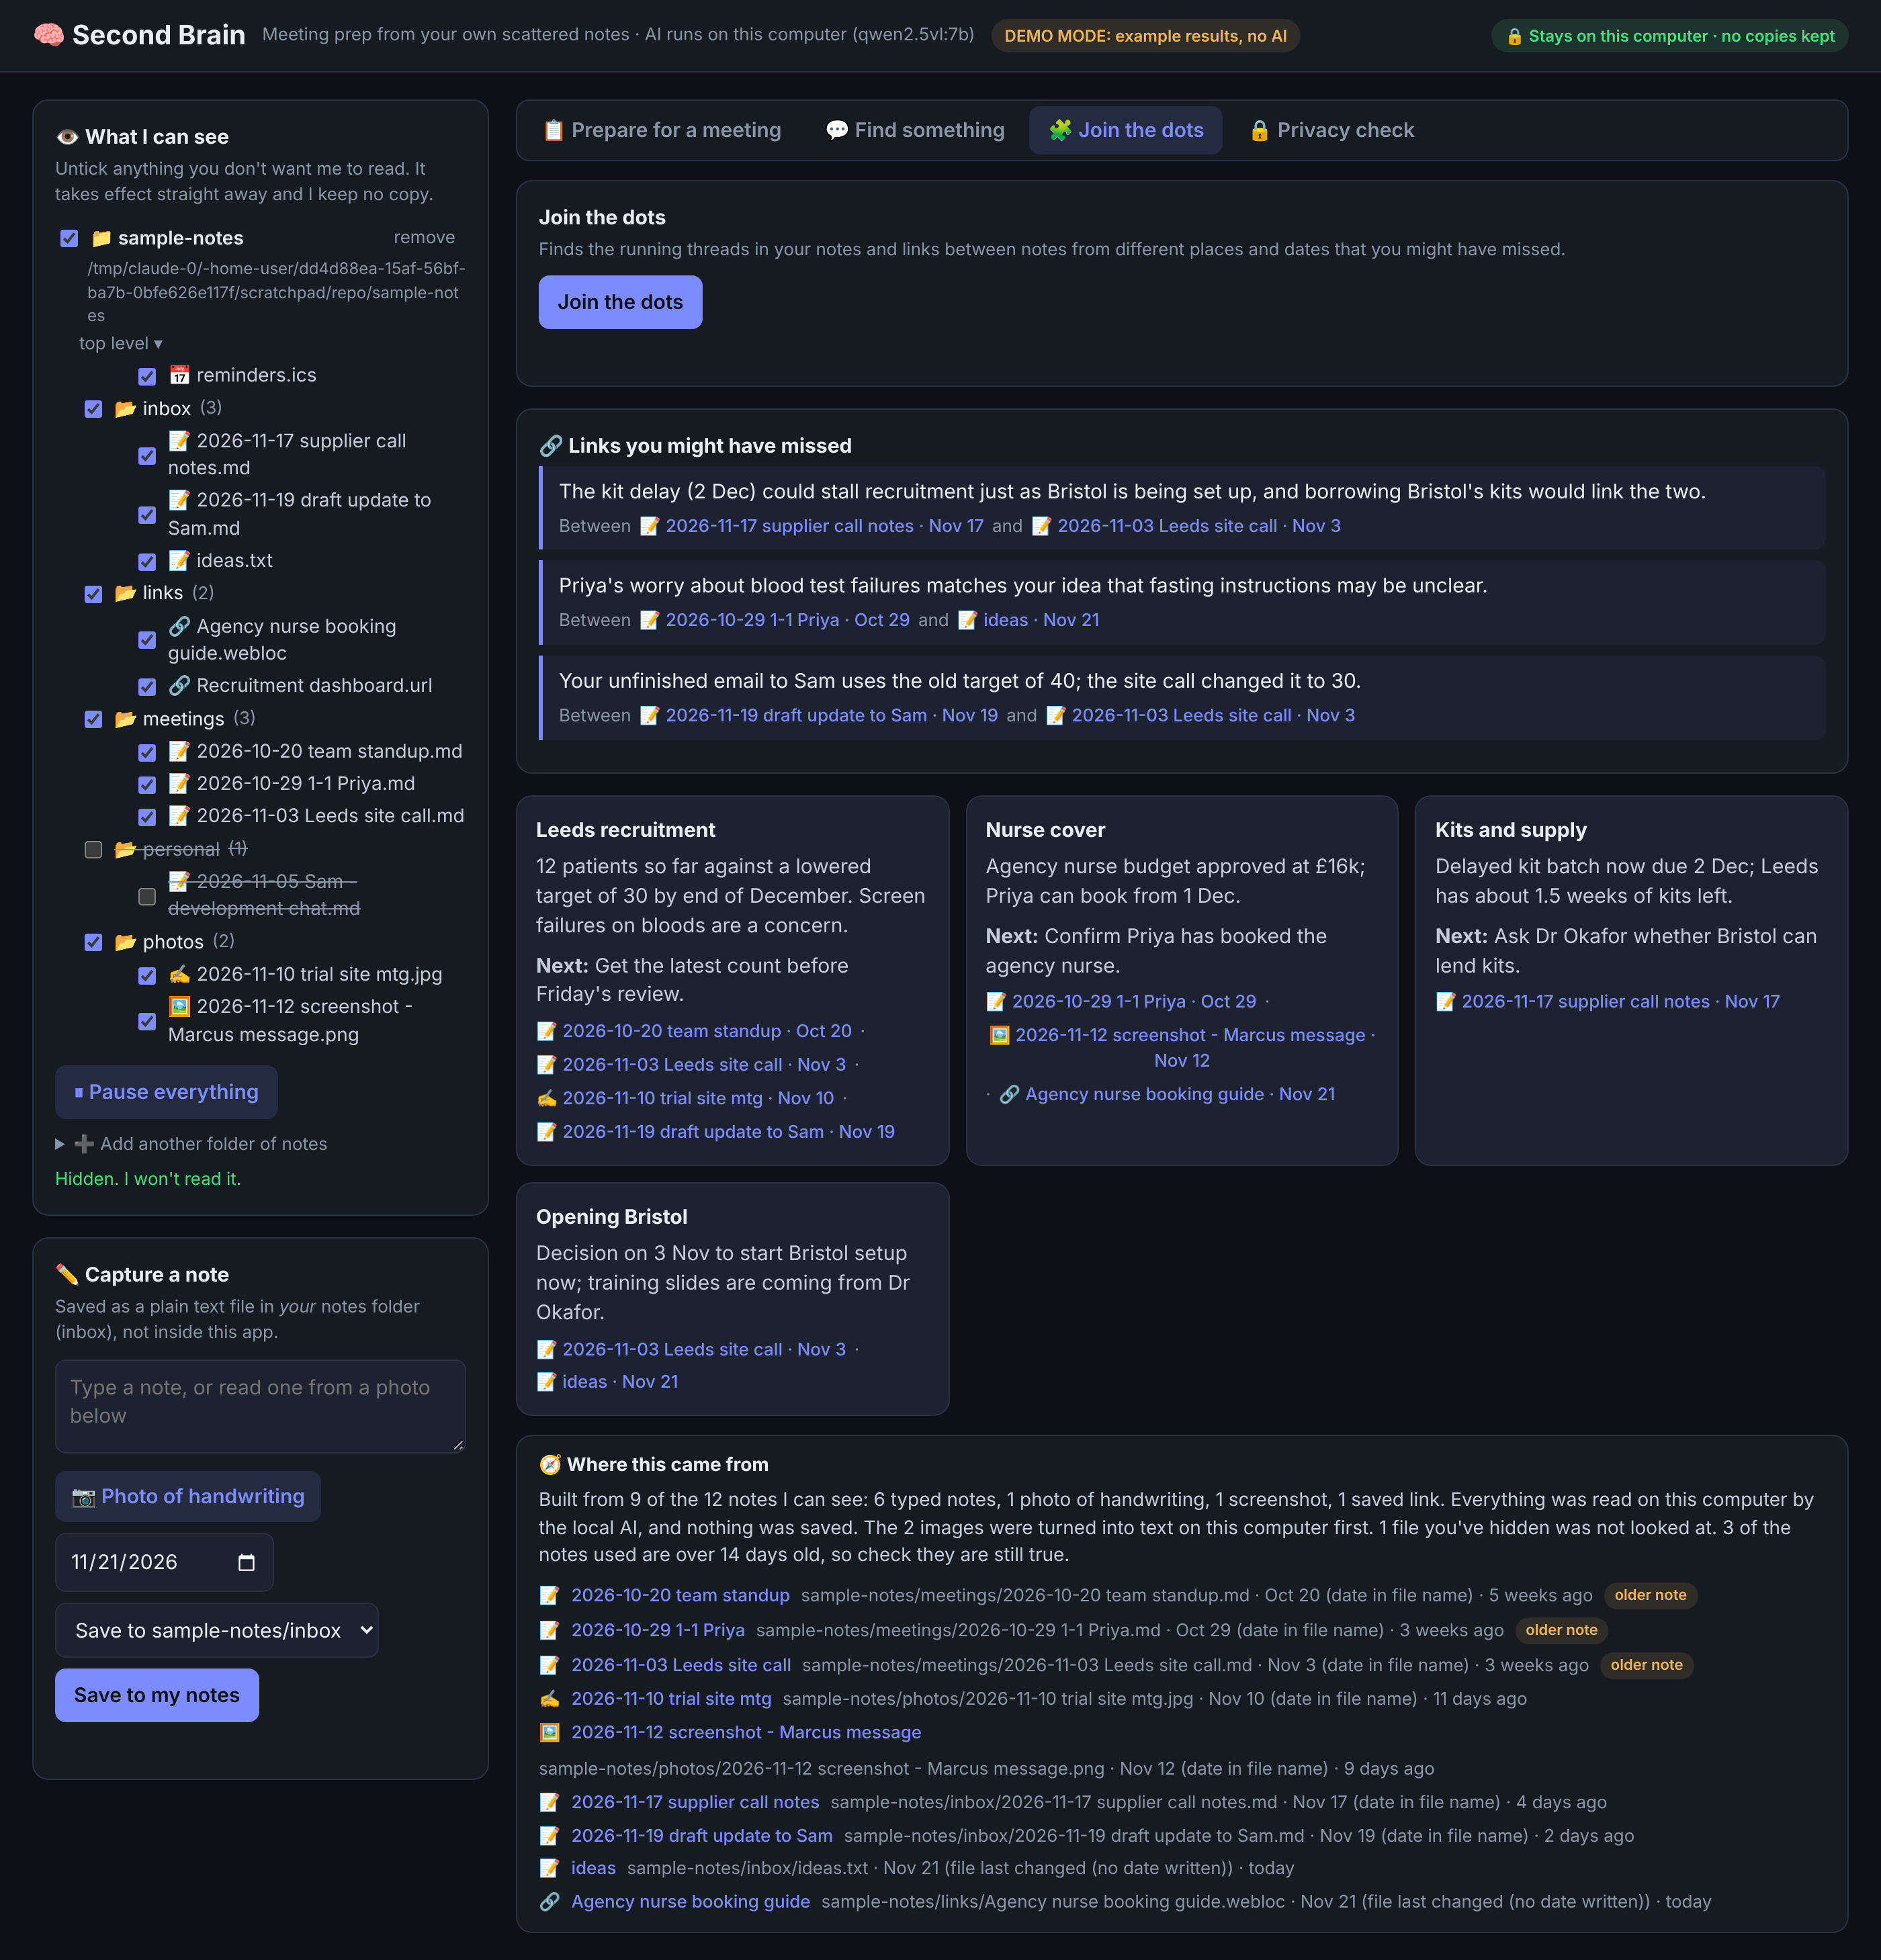 🧠 Second Brain Meeting prep from your own scattered notes · AI runs on this computer (qwen2.5vl:7b) DEMO MODE: example results, no AI 🔒 Stays on this computer · no copies kept
👁️ What I can see
Untick anything you don't want me to read. It
takes effect straight away and I keep no copy.
📁 sample-notes remove
/tmp/claude-0/-home-user/dd4d88ea-15af-56bf-
ba7b-0bfe626e117f/scratchpad/repo/sample-not
es
top level ▾
📅 reminders.ics
📂 inbox (3)
📝 2026-11-17 supplier call
notes.md
📝 2026-11-19 draft update to
Sam.md
📝 ideas.txt
📂 links (2)
🔗 Agency nurse booking
guide.webloc
🔗 Recruitment dashboard.url
📂 meetings (3)
📝 2026-10-20 team standup.md
📝 2026-10-29 1-1 Priya.md
📝 2026-11-03 Leeds site call.md
📂 personal (1)
📝 2026-11-05 Sam -
development chat.md
📂 photos (2)
✍️ 2026-11-10 trial site mtg.jpg
🖼️ 2026-11-12 screenshot -
Marcus message.png
⏸ Pause everything
▶ ➕ Add another folder of notes
Hidden. I won't read it.
✏️ Capture a note
Saved as a plain text file in your notes folder
(inbox), not inside this app.
Type a note, or read one from a photo
below
📷 Photo of handwriting
11/21/2026
Save to sample-notes/inbox
Save to my notes
📋 Prepare for a meeting 💬 Find something 🧩 Join the dots 🔒 Privacy check
Join the dots
Finds the running threads in your notes and links between notes from different places and dates that you might have missed.
Join the dots
🔗 Links you might have missed
The kit delay (2 Dec) could stall recruitment just as Bristol is being set up, and borrowing Bristol's kits would link the two.
Between 📝 2026-11-17 supplier call notes · Nov 17 and 📝 2026-11-03 Leeds site call · Nov 3
Priya's worry about blood test failures matches your idea that fasting instructions may be unclear.
Between 📝 2026-10-29 1-1 Priya · Oct 29 and 📝 ideas · Nov 21
Your unfinished email to Sam uses the old target of 40; the site call changed it to 30.
Between 📝 2026-11-19 draft update to Sam · Nov 19 and 📝 2026-11-03 Leeds site call · Nov 3
Leeds recruitment
12 patients so far against a lowered
target of 30 by end of December. Screen
failures on bloods are a concern.
Next: Get the latest count before
Friday's review.
📝 2026-10-20 team standup · Oct 20 ·
📝 2026-11-03 Leeds site call · Nov 3 ·
✍️ 2026-11-10 trial site mtg · Nov 10 ·
📝 2026-11-19 draft update to Sam · Nov 19
Nurse cover
Agency nurse budget approved at £16k;
Priya can book from 1 Dec.
Next: Confirm Priya has booked the
agency nurse.
📝 2026-10-29 1-1 Priya · Oct 29 ·
🖼️ 2026-11-12 screenshot - Marcus message ·
Nov 12
· 🔗 Agency nurse booking guide · Nov 21
Kits and supply
Delayed kit batch now due 2 Dec; Leeds
has about 1.5 weeks of kits left.
Next: Ask Dr Okafor whether Bristol can
lend kits.
📝 2026-11-17 supplier call notes · Nov 17
Opening Bristol
Decision on 3 Nov to start Bristol setup
now; training slides are coming from Dr
Okafor.
📝 2026-11-03 Leeds site call · Nov 3 ·
📝 ideas · Nov 21
🧭 Where this came from
Built from 9 of the 12 notes I can see: 6 typed notes, 1 photo of handwriting, 1 screenshot, 1 saved link. Everything was read on this computer by
the local AI, and nothing was saved. The 2 images were turned into text on this computer first. 1 file you've hidden was not looked at. 3 of the
notes used are over 14 days old, so check they are still true.
📝 2026-10-20 team standup sample-notes/meetings/2026-10-20 team standup.md · Oct 20 (date in file name) · 5 weeks ago older note
📝 2026-10-29 1-1 Priya sample-notes/meetings/2026-10-29 1-1 Priya.md · Oct 29 (date in file name) · 3 weeks ago older note
📝 2026-11-03 Leeds site call sample-notes/meetings/2026-11-03 Leeds site call.md · Nov 3 (date in file name) · 3 weeks ago older note
✍️ 2026-11-10 trial site mtg sample-notes/photos/2026-11-10 trial site mtg.jpg · Nov 10 (date in file name) · 11 days ago
🖼️ 2026-11-12 screenshot - Marcus message
sample-notes/photos/2026-11-12 screenshot - Marcus message.png · Nov 12 (date in file name) · 9 days ago
📝 2026-11-17 supplier call notes sample-notes/inbox/2026-11-17 supplier call notes.md · Nov 17 (date in file name) · 4 days ago
📝 2026-11-19 draft update to Sam sample-notes/inbox/2026-11-19 draft update to Sam.md · Nov 19 (date in file name) · 2 days ago
📝 ideas sample-notes/inbox/ideas.txt · Nov 21 (file last changed (no date written)) · today
🔗 Agency nurse booking guide sample-notes/links/Agency nurse booking guide.webloc · Nov 21 (file last changed (no date written)) · today